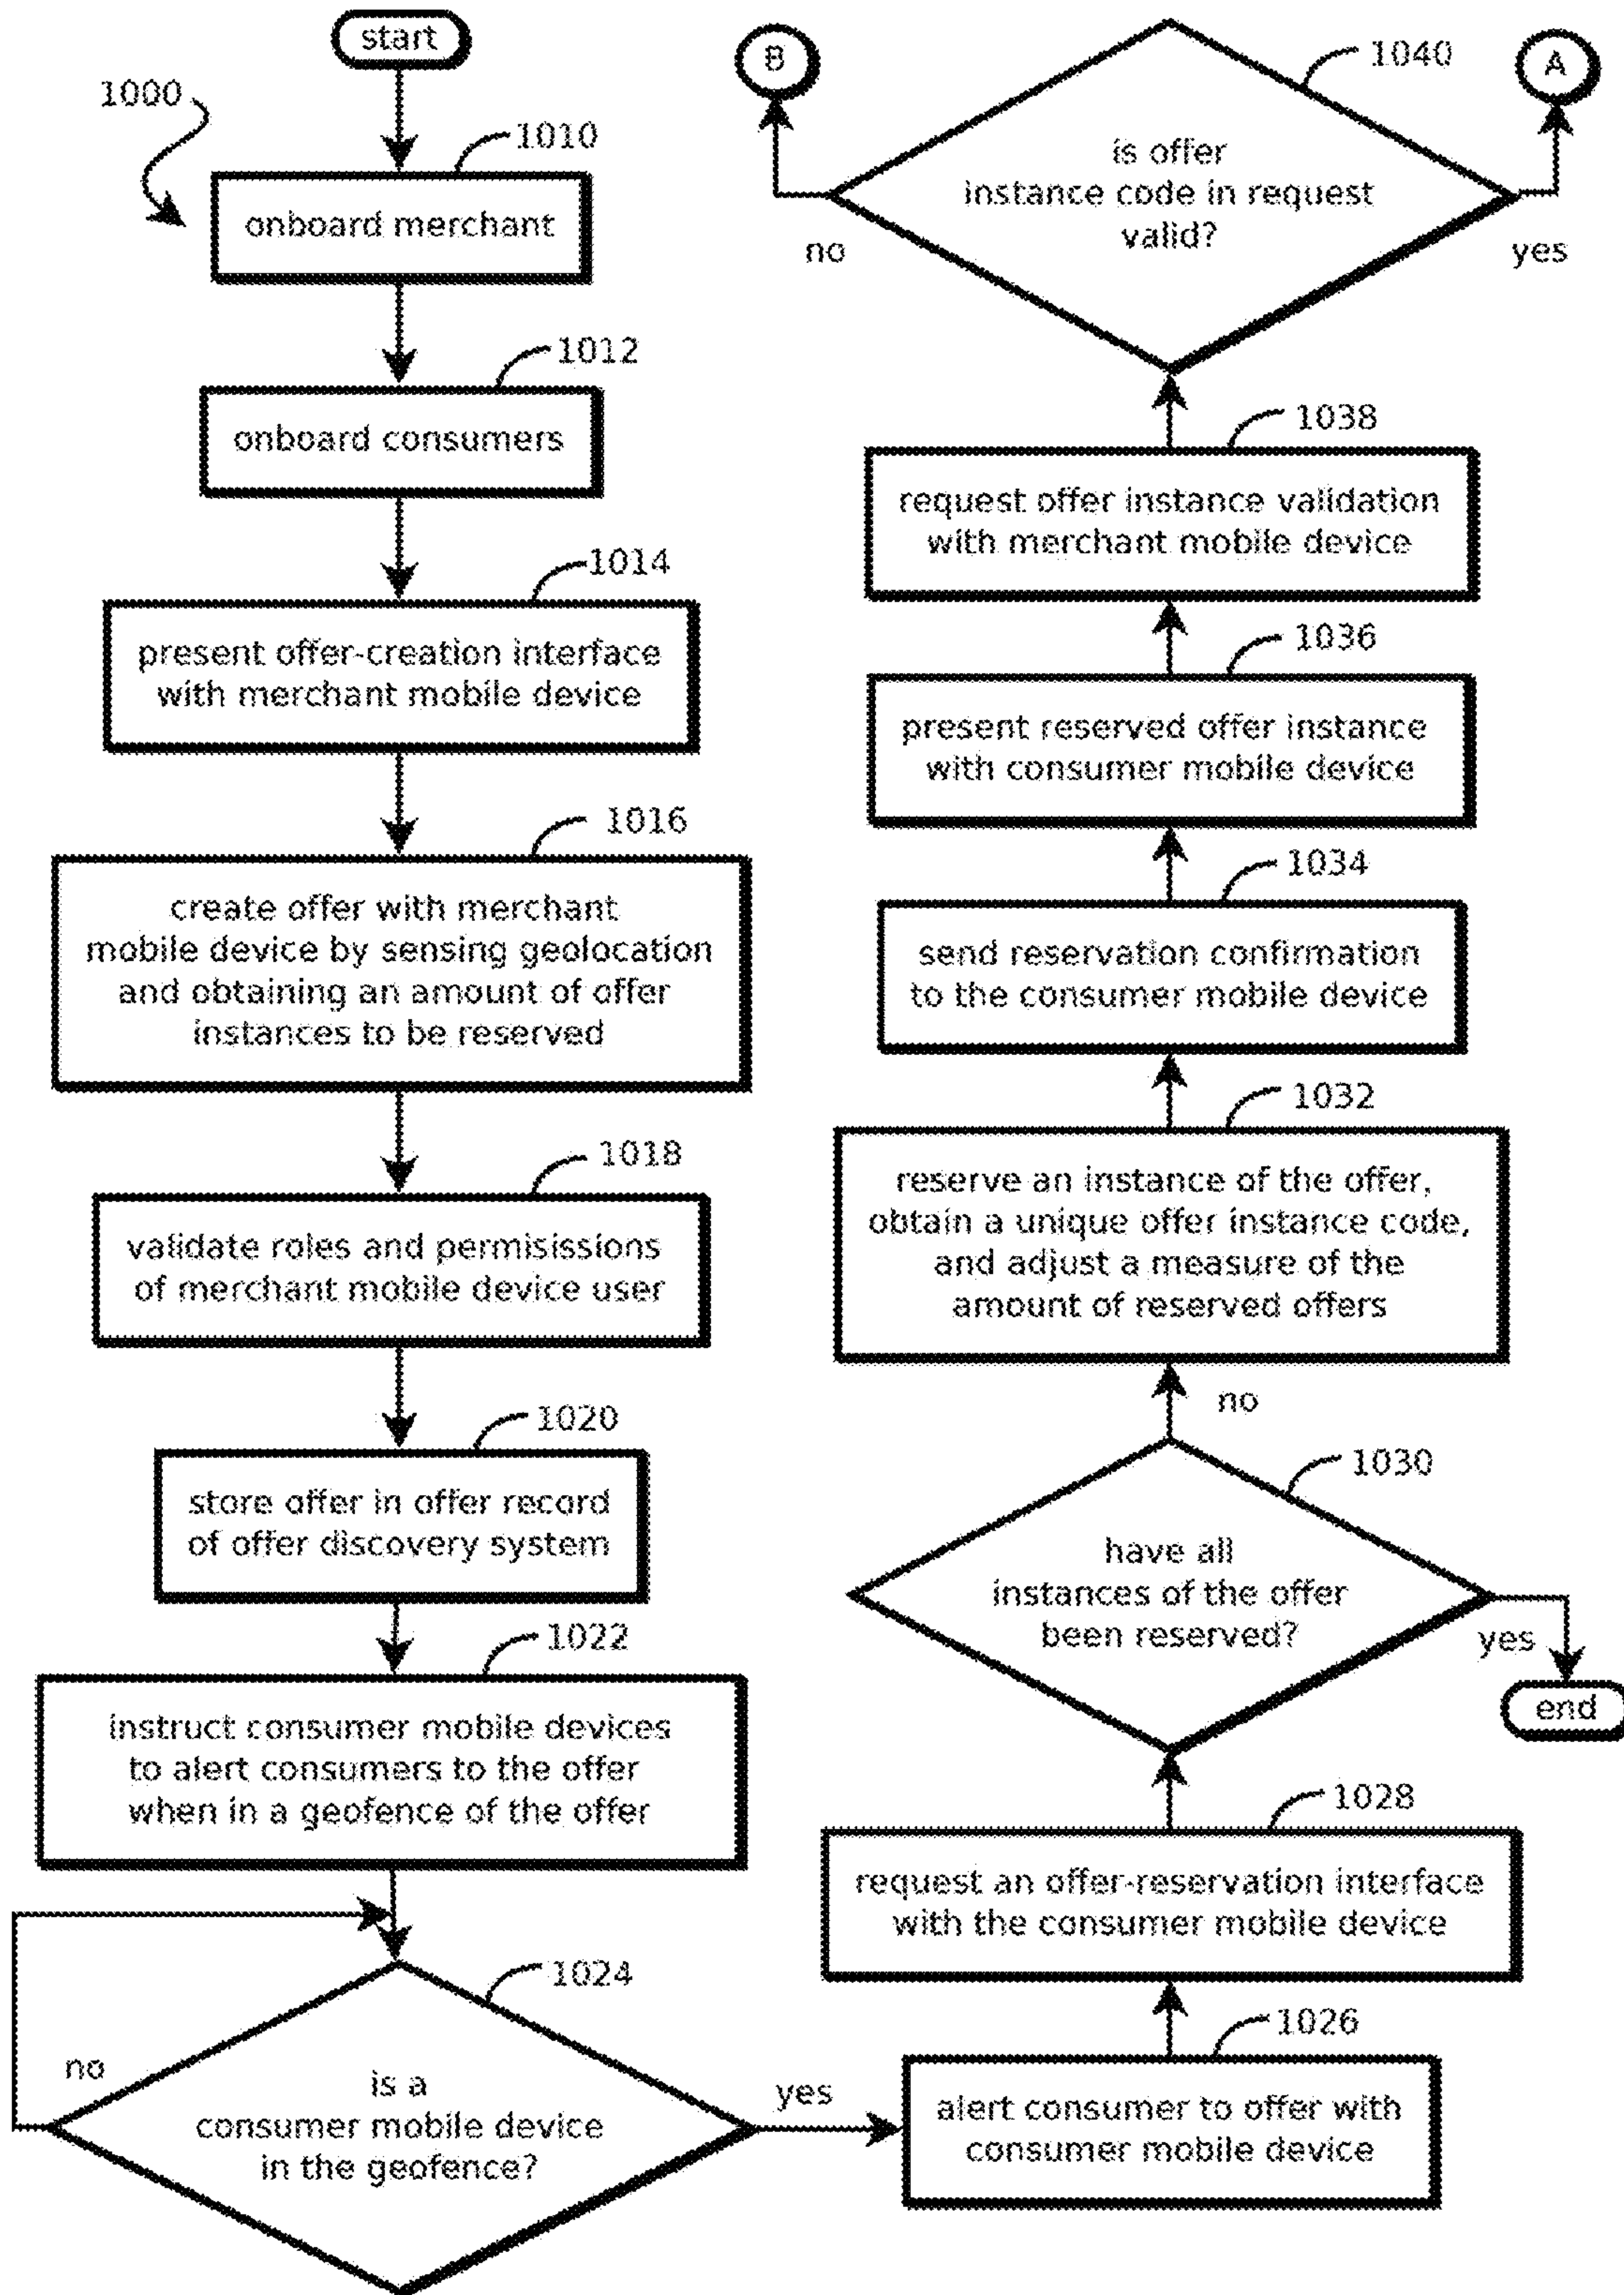 start
1000
1010
onboard merchant
1012
onboard consumers
1014
present offer-creation interface
with merchant mobile device
1016
create offer with merchant
mobile device by sensing geolocation
and obtaining an amount of offer
instances to be reserved
1018
validate roles and permisissions
of merchant mobile device user
1020
store offer in offer record
of offer discovery system
1022
instruct consumer mobile devices
to alert consumers to the offer
when in a geofence of the offer
1024
is a
consumer mobile device
in the geofence?
no
yes
1026
alert consumer to offer with
consumer mobile device
1028
request an offer-reservation interface
with the consumer mobile device
1030
have all
instances of the offer
been reserved?
yes
end
no
1032
reserve an instance of the offer,
obtain a unique offer instance code,
and adjust a measure of the
amount of reserved offers
1034
send reservation confirmation
to the consumer mobile device
1036
present reserved offer instance
with consumer mobile device
1038
request offer instance validation
with merchant mobile device
1040
is offer
instance code in request
valid?
no
B
yes
A